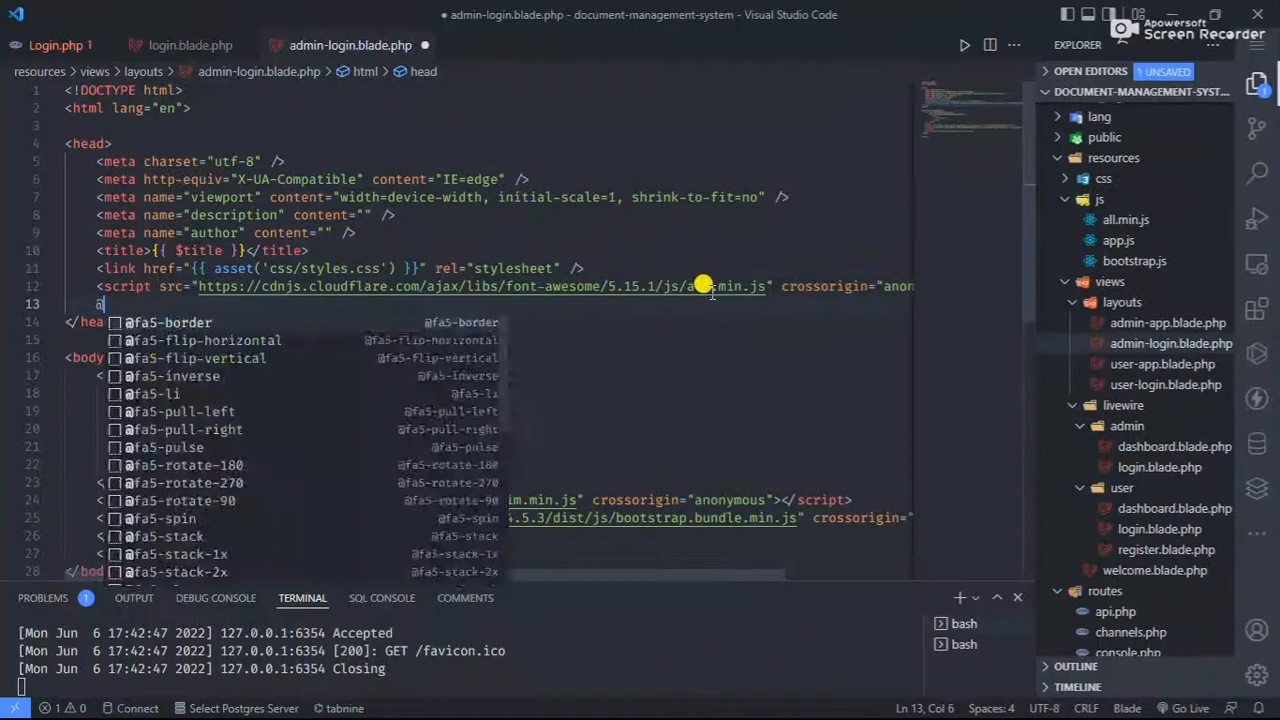 admin-login.blade.php - document-management-system - Visual Studio Code
Apowersoft
Screen Recorder
Login.php 1
login.blade.php
admin-login.blade.php
EXPLORER
resources > views > layouts > admin-login.blade.php > html > head
1 <!DOCTYPE html>
2 <html lang="en">
3
4 <head>
5 <meta charset="utf-8" />
6 <meta http-equiv="X-UA-Compatible" content="IE=edge" />
7 <meta name="viewport" content="width=device-width, initial-scale=1, shrink-to-fit=no" />
8 <meta name="description" content="" />
9 <meta name="author" content="" />
10 <title>{{ $title }}</title>
11 <link href="{{ asset('css/styles.css') }}" rel="stylesheet" />
12 <script src="https://cdnjs.cloudflare.com/ajax/libs/font-awesome/5.15.1/js/all.min.js" crossorigin="anon
13 @
14 </hea
@fa5-border @fa5-border
15 @fa5-flip-horizontal @fa5-flip-horizontal
16 <body @fa5-flip-vertical @fa5-flip-vertical
17 < @fa5-inverse @fa5-inverse
18 @fa5-li @fa5-li
19 @fa5-pull-left @fa5-pull-left
20 @fa5-pull-right @fa5-pull-right
21 @fa5-pulse @fa5-pulse
22 @fa5-rotate-180 @fa5-rotate-180
23 < @fa5-rotate-270 @fa5-rotate-270
24 < @fa5-rotate-90 @fa5-rotate-90 im.min.js" crossorigin="anonymous"></script>
25 < @fa5-spin @fa5-spin 4.5.3/dist/js/bootstrap.bundle.min.js" crossorigin="
26 < @fa5-stack @fa5-stack
27 < @fa5-stack-1x @fa5-stack-1x
28 </bod @fa5-stack-2x @fa5-stack-2x
OPEN EDITORS 1 UNSAVED
DOCUMENT-MANAGEMENT-SYST...
lang
public
resources
css
js
all.min.js
app.js
bootstrap.js
views
layouts
admin-app.blade.php
admin-login.blade.php
user-app.blade.php
user-login.blade.php
livewire
admin
dashboard.blade.php
login.blade.php
user
dashboard.blade.php
login.blade.php
register.blade.php
welcome.blade.php
routes
api.php
channels.php
console.php
OUTLINE
TIMELINE
1
PROBLEMS 1 OUTPUT DEBUG CONSOLE TERMINAL SQL CONSOLE COMMENTS
[Mon Jun 6 17:42:47 2022] 127.0.0.1:6354 Accepted
[Mon Jun 6 17:42:47 2022] 127.0.0.1:6354 [200]: GET /favicon.ico
[Mon Jun 6 17:42:47 2022] 127.0.0.1:6354 Closing
bash
bash
1 0 Connect Select Postgres Server tabnine Ln 13, Col 6 Spaces: 4 UTF-8 CRLF Blade Go Live